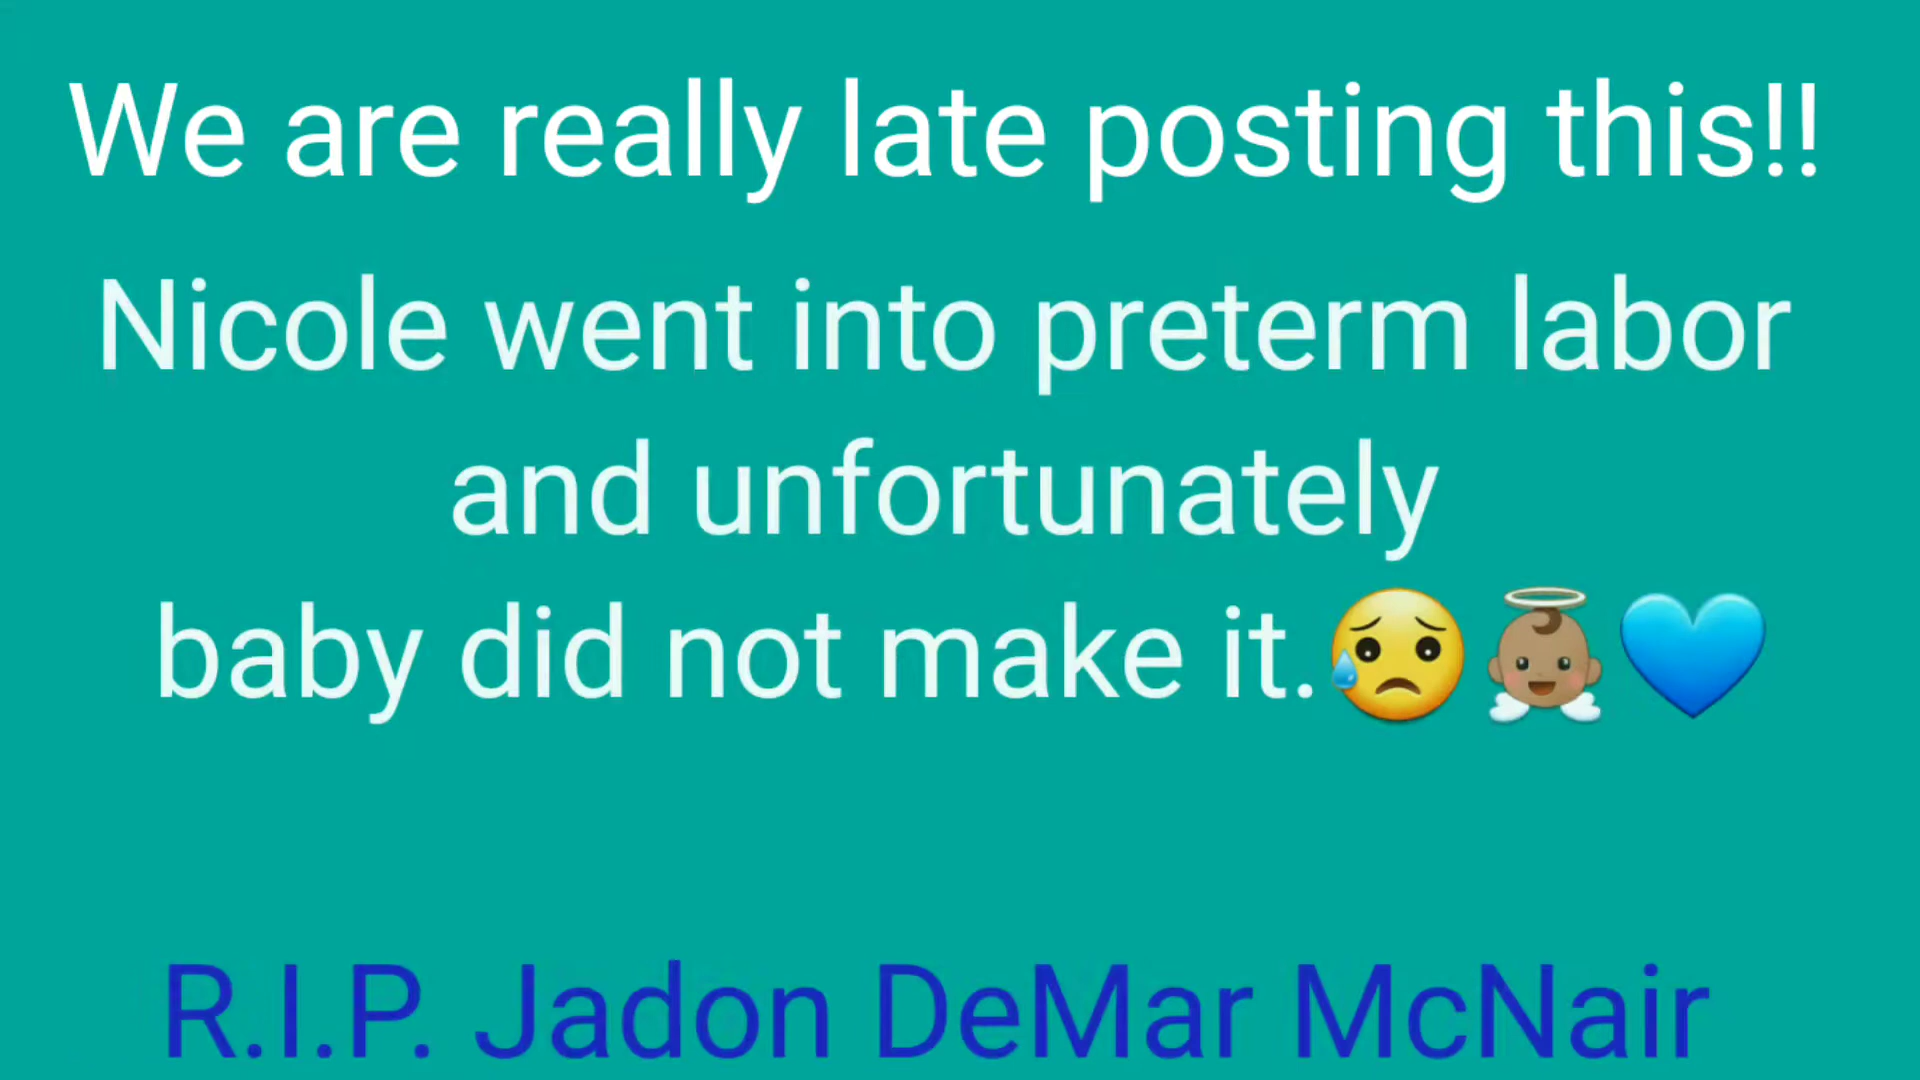 We are really late posting this!!
Nicole went into preterm labor
and unfortunately
baby did not make it.😥👼🏽💙
R.I.P. Jadon DeMar McNair